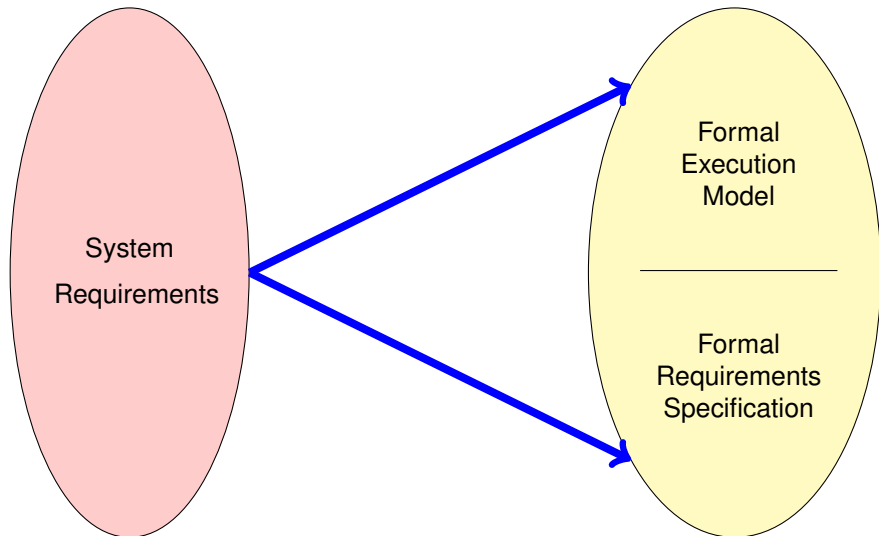 System
Requirements
Formal
Execution
Model
Formal
Requirements
Specification